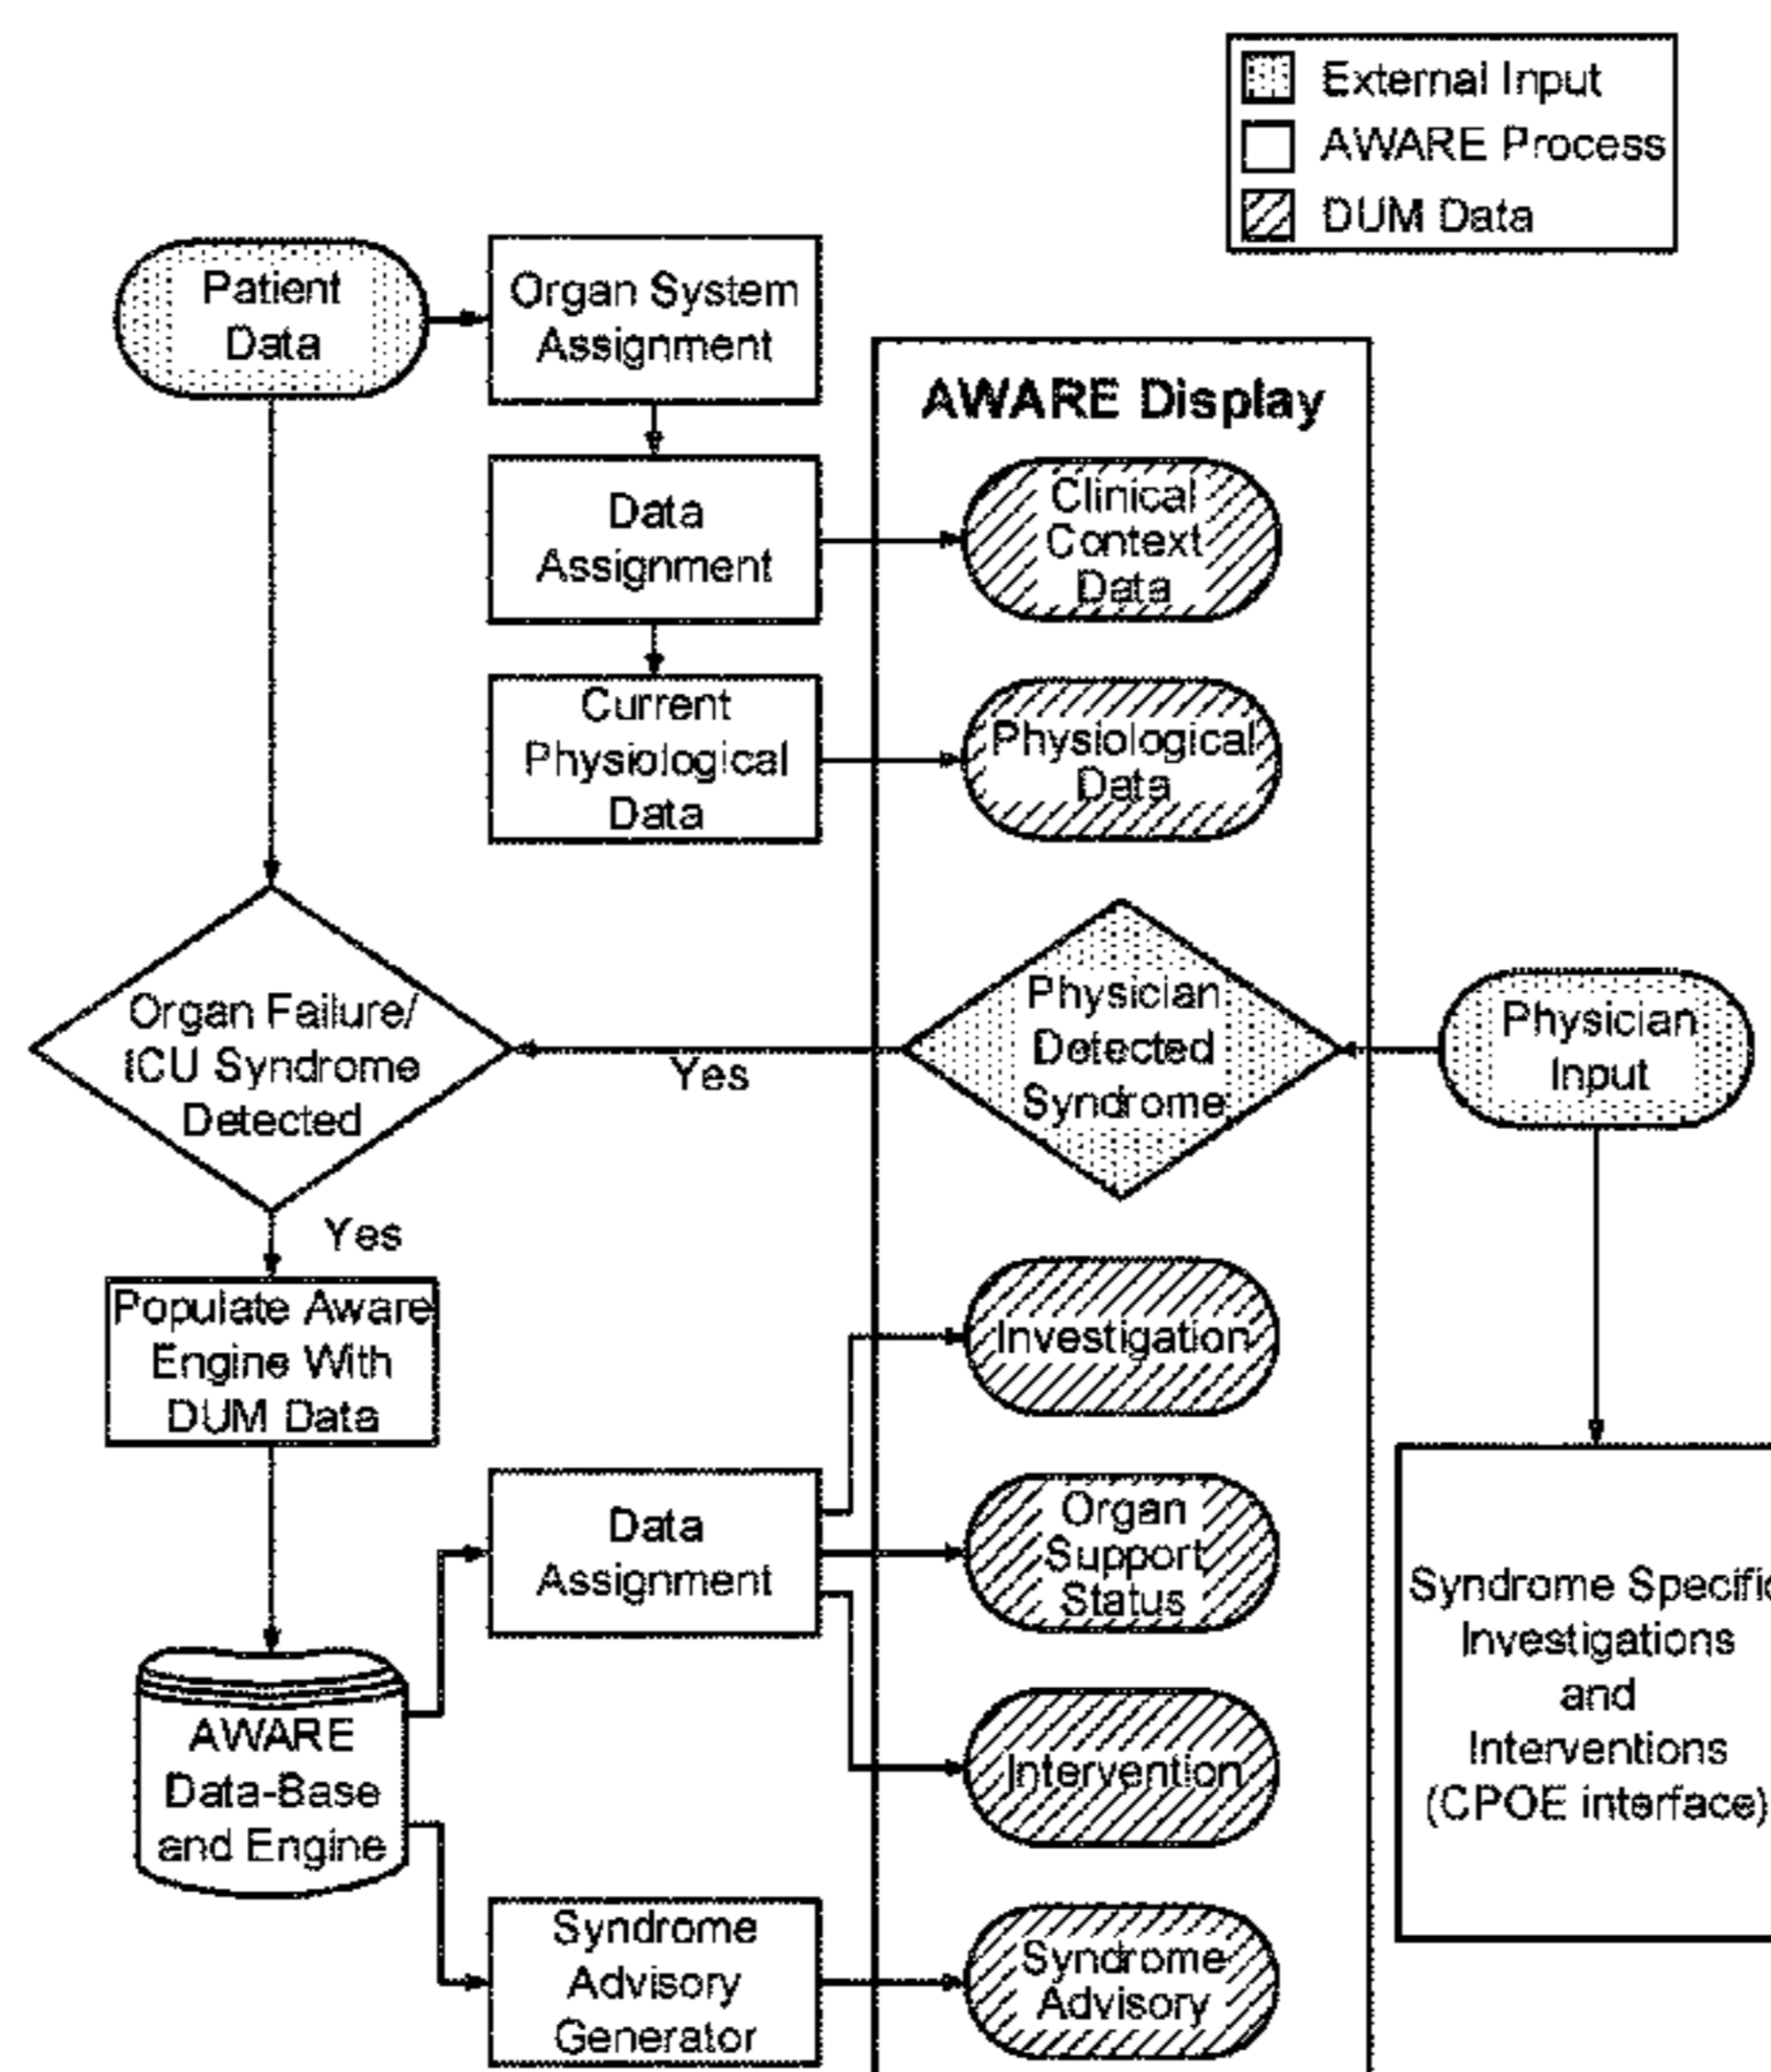 External Input
AWARE Process
DUM Data
Patient
Data
Organ System
Assignment
AWARE Display
Data
Assignment
Clinical
Context
Data
Current
Physiological
Data
Physiological
Data
Organ Failure/
ICU Syndrome
Detected
Yes
Physician
Detected
Syndrome
Physician
Input
Yes
Populate Aware
Engine With
DUM Data
Investigation
Data
Assignment
Organ
Support
Status
Syndrome Specific
Investigations
and
Interventions
(CPOE interface)
AWARE
Data-Base
and Engine
Intervention
Syndrome
Advisory
Generator
Syndrome
Advisory